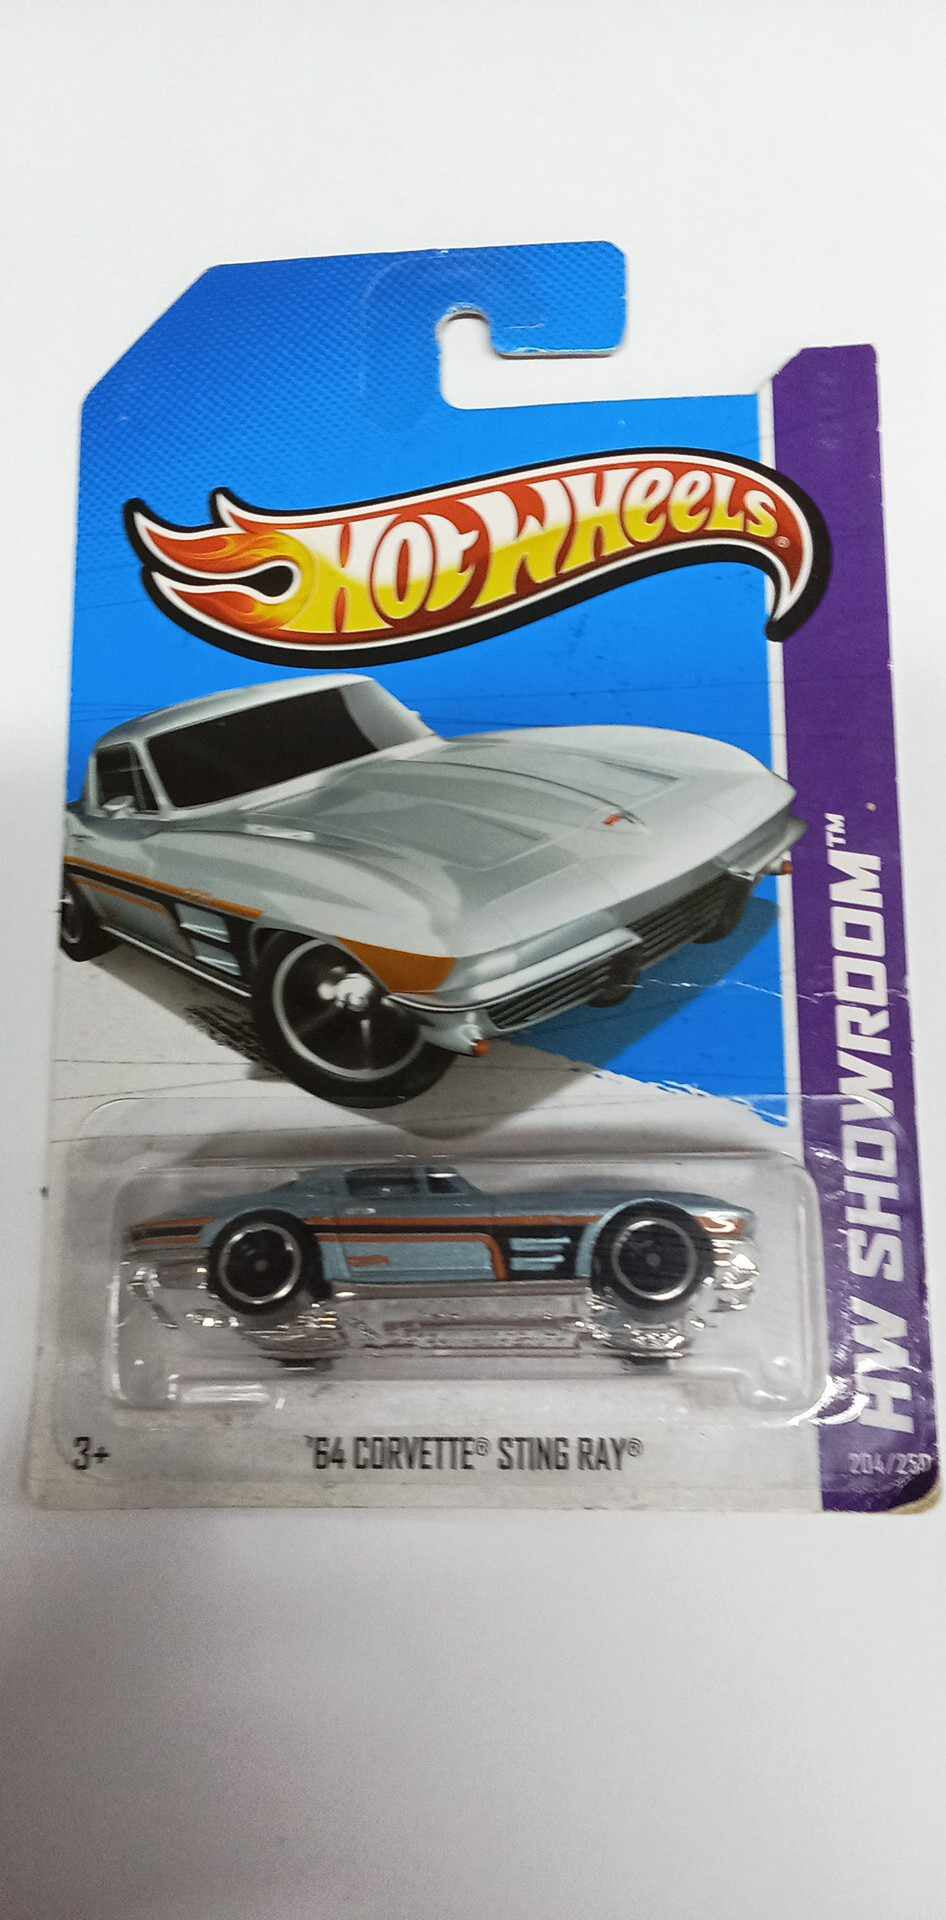 HOT WHEELS®
HW SHOWROOM™
3+
'64 CORVETTE® STING RAY®
204/250